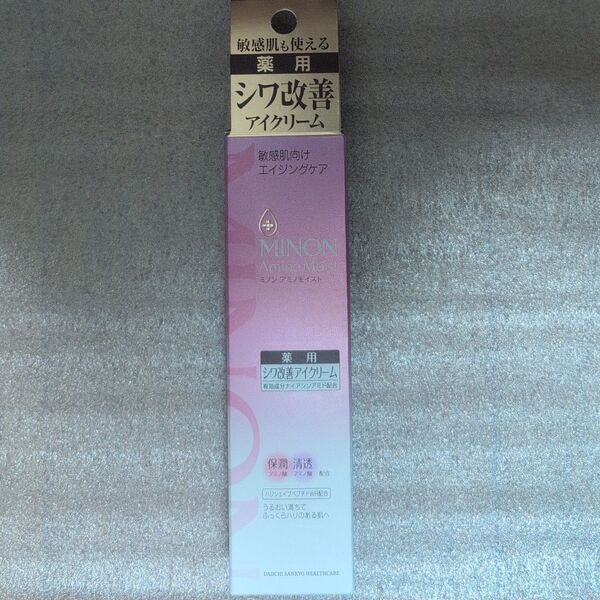 敏感肌も使える
薬用
シワ改善
アイクリーム
敏感肌向け
エイジングケア
MINON
Amino Moist
ミノン アミノモイスト
薬用
シワ改善アイクリーム
有効成分ナイアシンアミド配合
保潤 清透
アミノ酸 アミノ酸 配合
うるおい満ちて
ふっくらハリのある肌へ
DAIICHI SANKYO HEALTHCARE
MINON